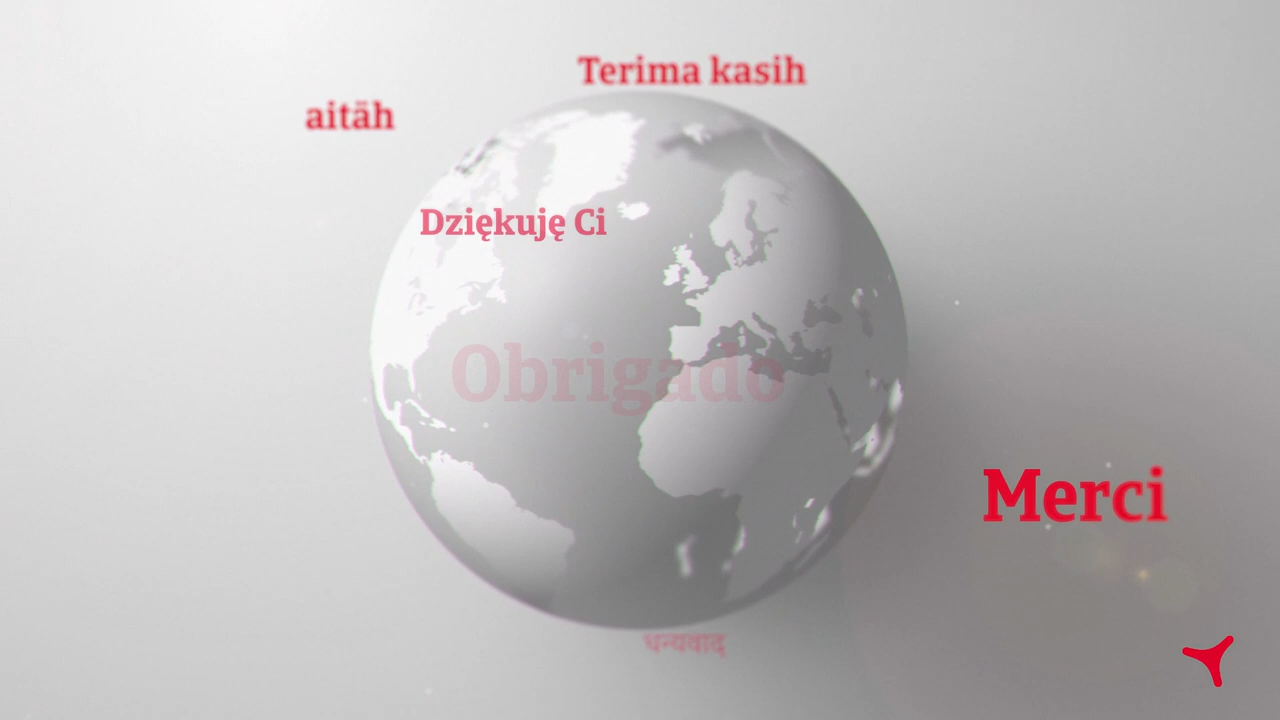 Terima kasih
aitäh
Dziękuję Ci
Obrigado
Merci
धन्यवाद्